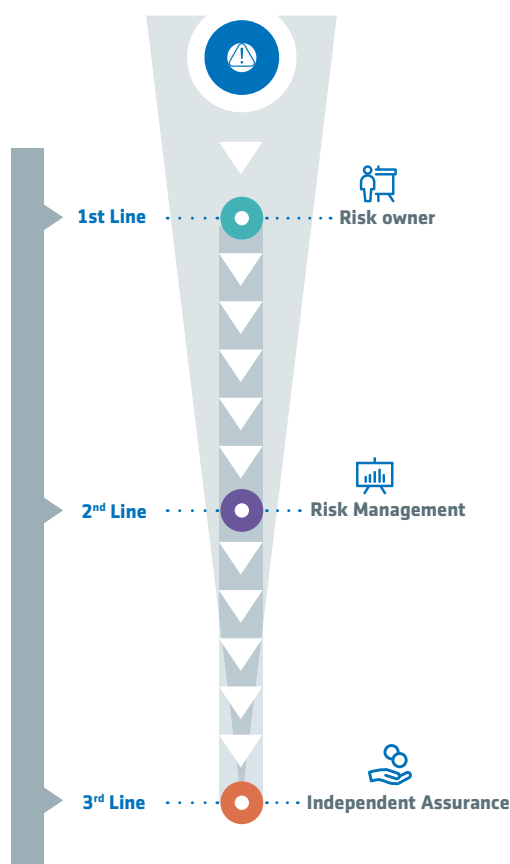 1st Line
Risk owner
2nd Line
Risk Management
3rd Line
Independent Assurance